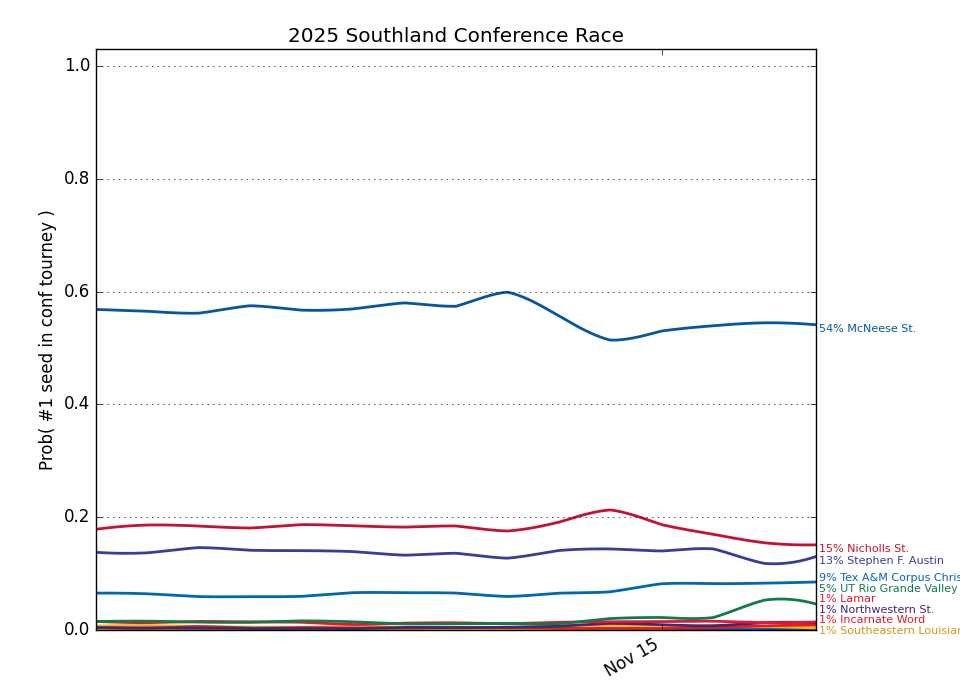 2025 Southland Conference Race
Prob( #1 seed in conf tourney )
1.0
0.8
0.6
0.4
0.2
0.0
Nov 15
54% McNeese St.
15% Nicholls St.
13% Stephen F. Austin
9% Tex A&M Corpus Chris
5% UT Rio Grande Valley
1% Lamar
1% Northwestern St.
1% Incarnate Word
1% Southeastern Louisian